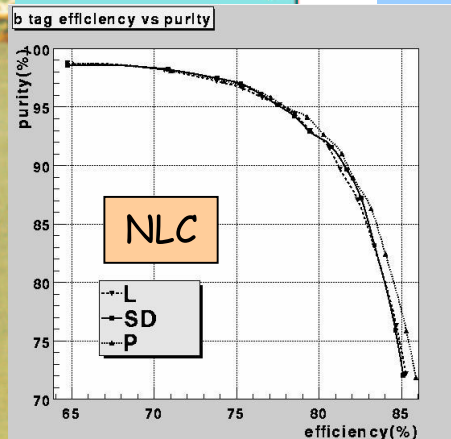 b tag efficiency vs purity
purity(%)
100
95
90
85
80
75
70
65
70
75
80
85
efficiency(%)
NLC
L
SD
P